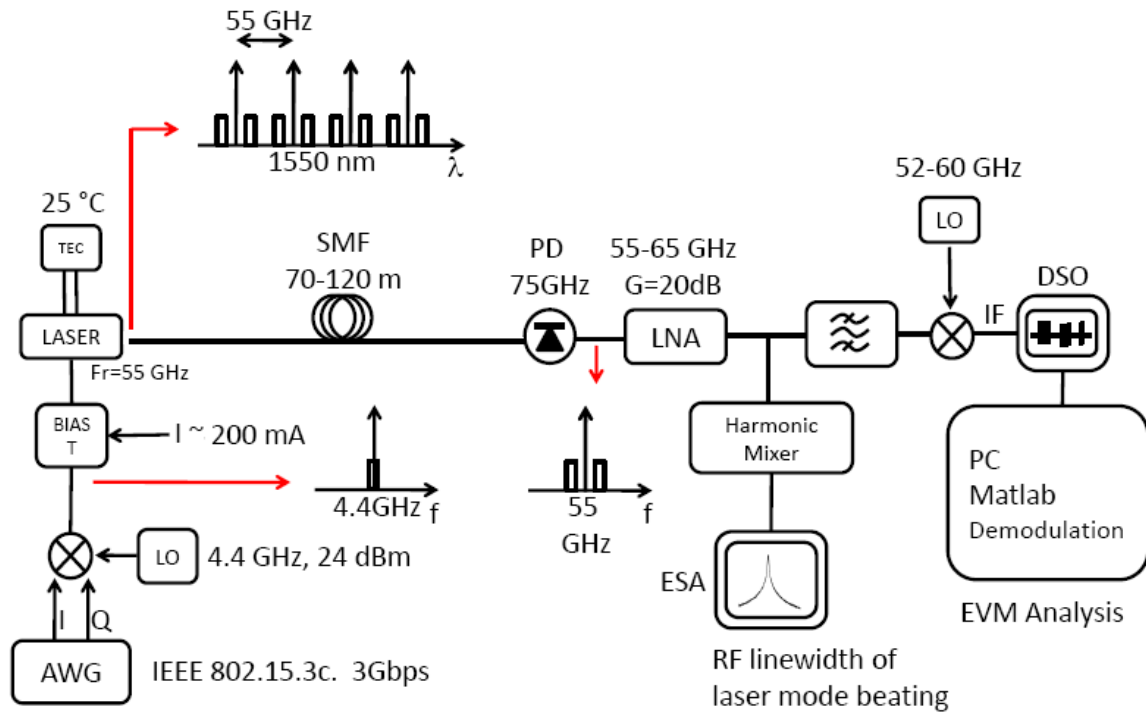 55 GHz
1550 nm
λ
25 °C
TEC
LASER
Fr=55 GHz
SMF
70-120 m
PD
75GHz
55-65 GHz
G=20dB
LNA
52-60 GHz
LO
IF
DSO
BIAS
T
I ~ 200 mA
4.4GHz
f
55
GHz
f
Harmonic
Mixer
PC
Matlab
Demodulation
LO
4.4 GHz, 24 dBm
ESA
EVM Analysis
I
Q
AWG
IEEE 802.15.3c. 3Gbps
RF linewidth of
laser mode beating